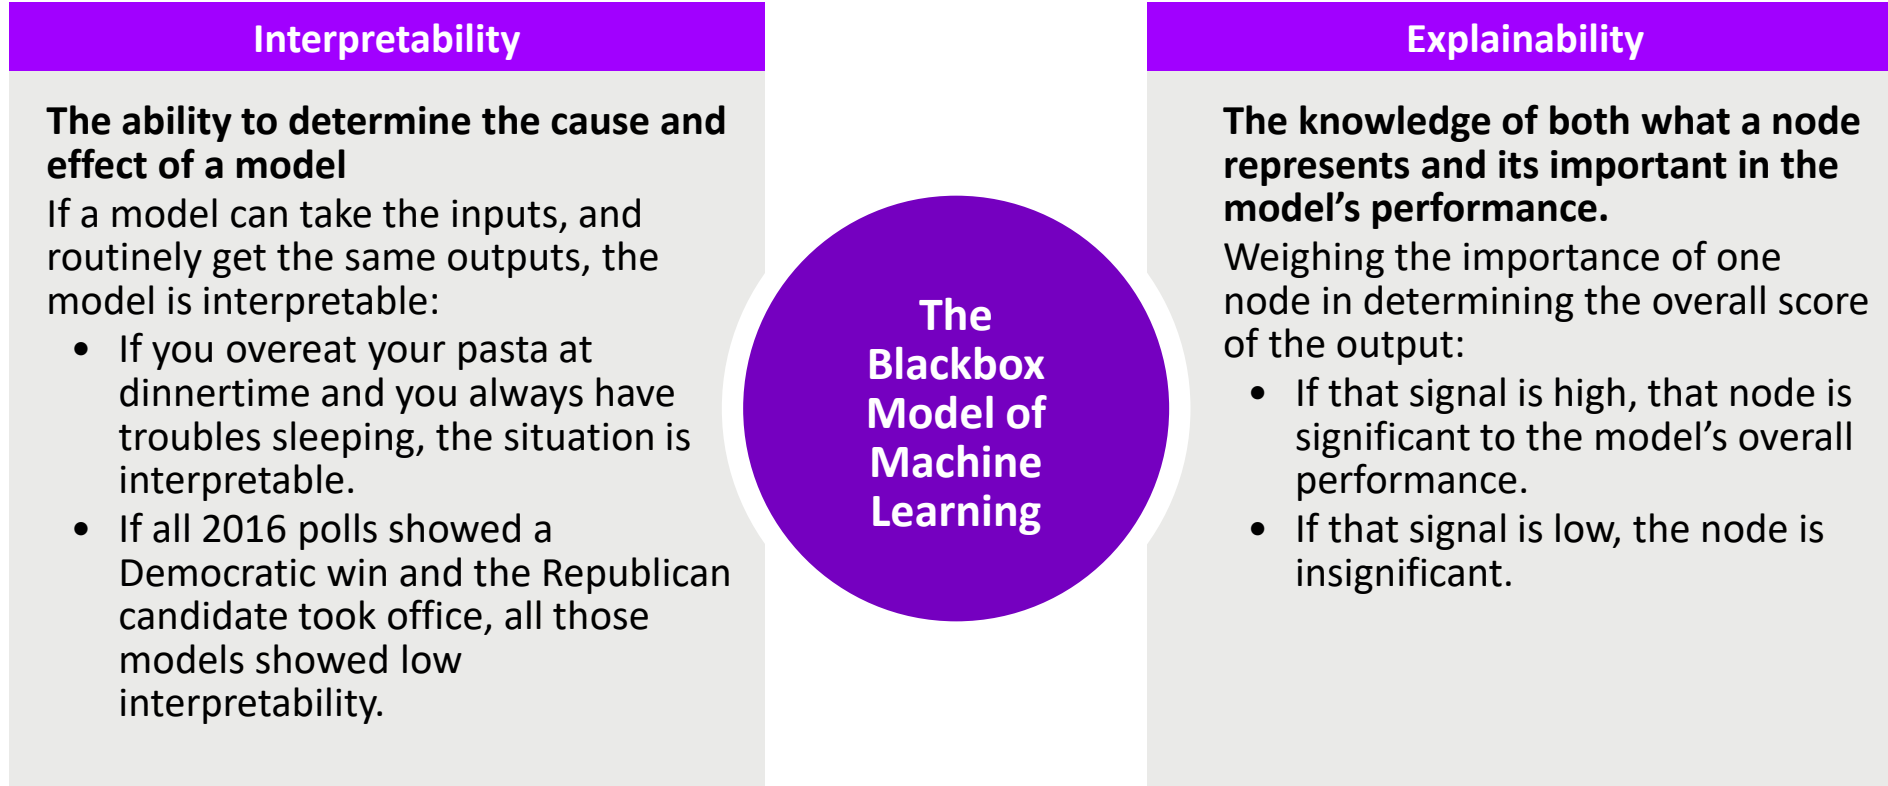 Interpretability
The ability to determine the cause and
effect of a model
If a model can take the inputs, and
routinely get the same outputs, the
model is interpretable:
• If you overeat your pasta at
dinnertime and you always have
troubles sleeping, the situation is
interpretable.
• If all 2016 polls showed a
Democratic win and the Republican
candidate took office, all those
models showed low
interpretability.
The
Blackbox
Model of
Machine
Learning
Explainability
The knowledge of both what a node
represents and its important in the
model’s performance.
Weighing the importance of one
node in determining the overall score
of the output:
• If that signal is high, that node is
significant to the model’s overall
performance.
• If that signal is low, the node is
insignificant.